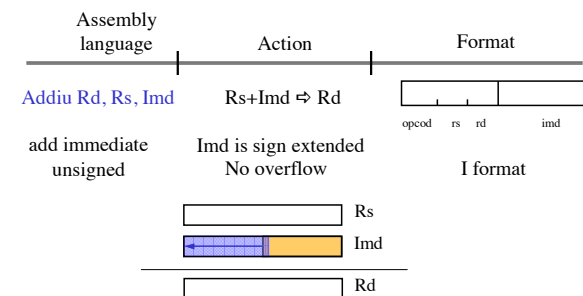 Assembly
language
Action
Format
Addiu Rd, Rs, Imd
Rs+Imd ⇨ Rd
opcod rs rd imd
add immediate
unsigned
Imd is sign extended
No overflow
I format
Rs
Imd
Rd